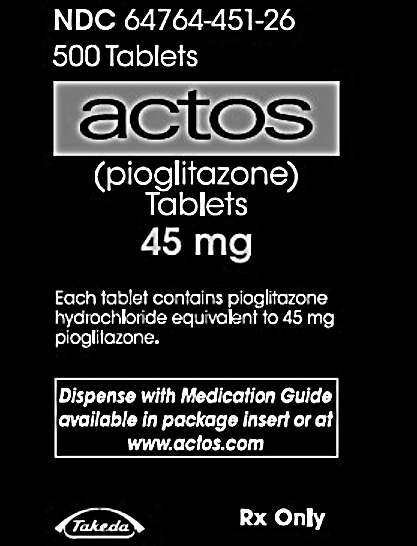 NDC 64764-451-26
500 Tablets
actos
(pioglitazone)
Tablets
45 mg
Each tablet contains pioglitazone
hydrochloride equivalent to 45 mg
pioglitazone.
Dispense with Medication Guide
available in package insert or at
www.actos.com
Takeda
Rx Only